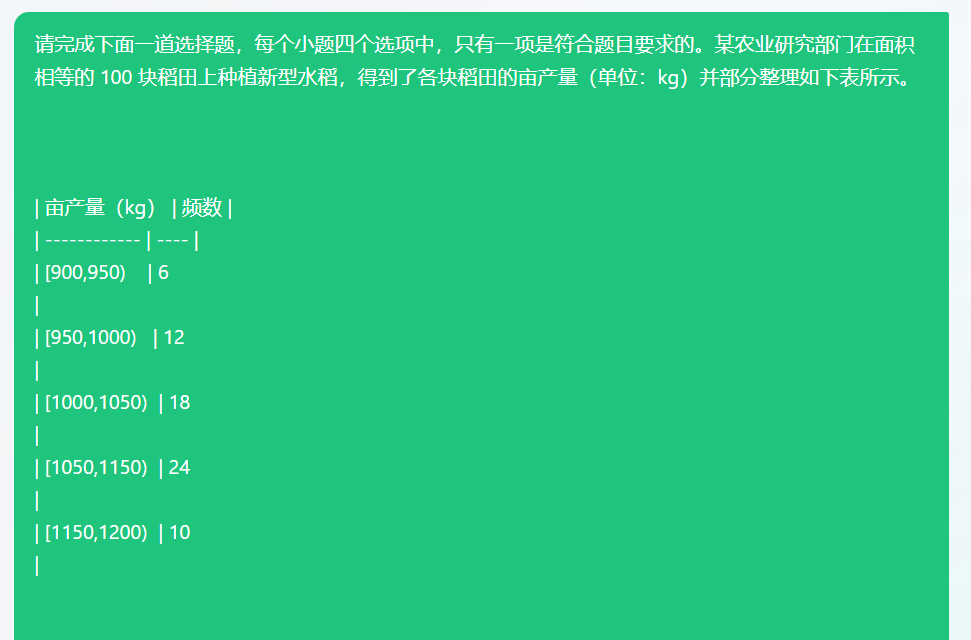 请完成下面一道选择题，每个小题四个选项中，只有一项是符合题目要求的。某农业研究部门在面积
相等的 100 块稻田上种植新型水稻，得到了各块稻田的亩产量（单位：kg）并部分整理如下表所示。
| 亩产量（kg） | 频数 |
| ------------ | ---- |
| [900,950) | 6
|
| [950,1000) | 12
|
| [1000,1050) | 18
|
| [1050,1150) | 24
|
| [1150,1200) | 10
|